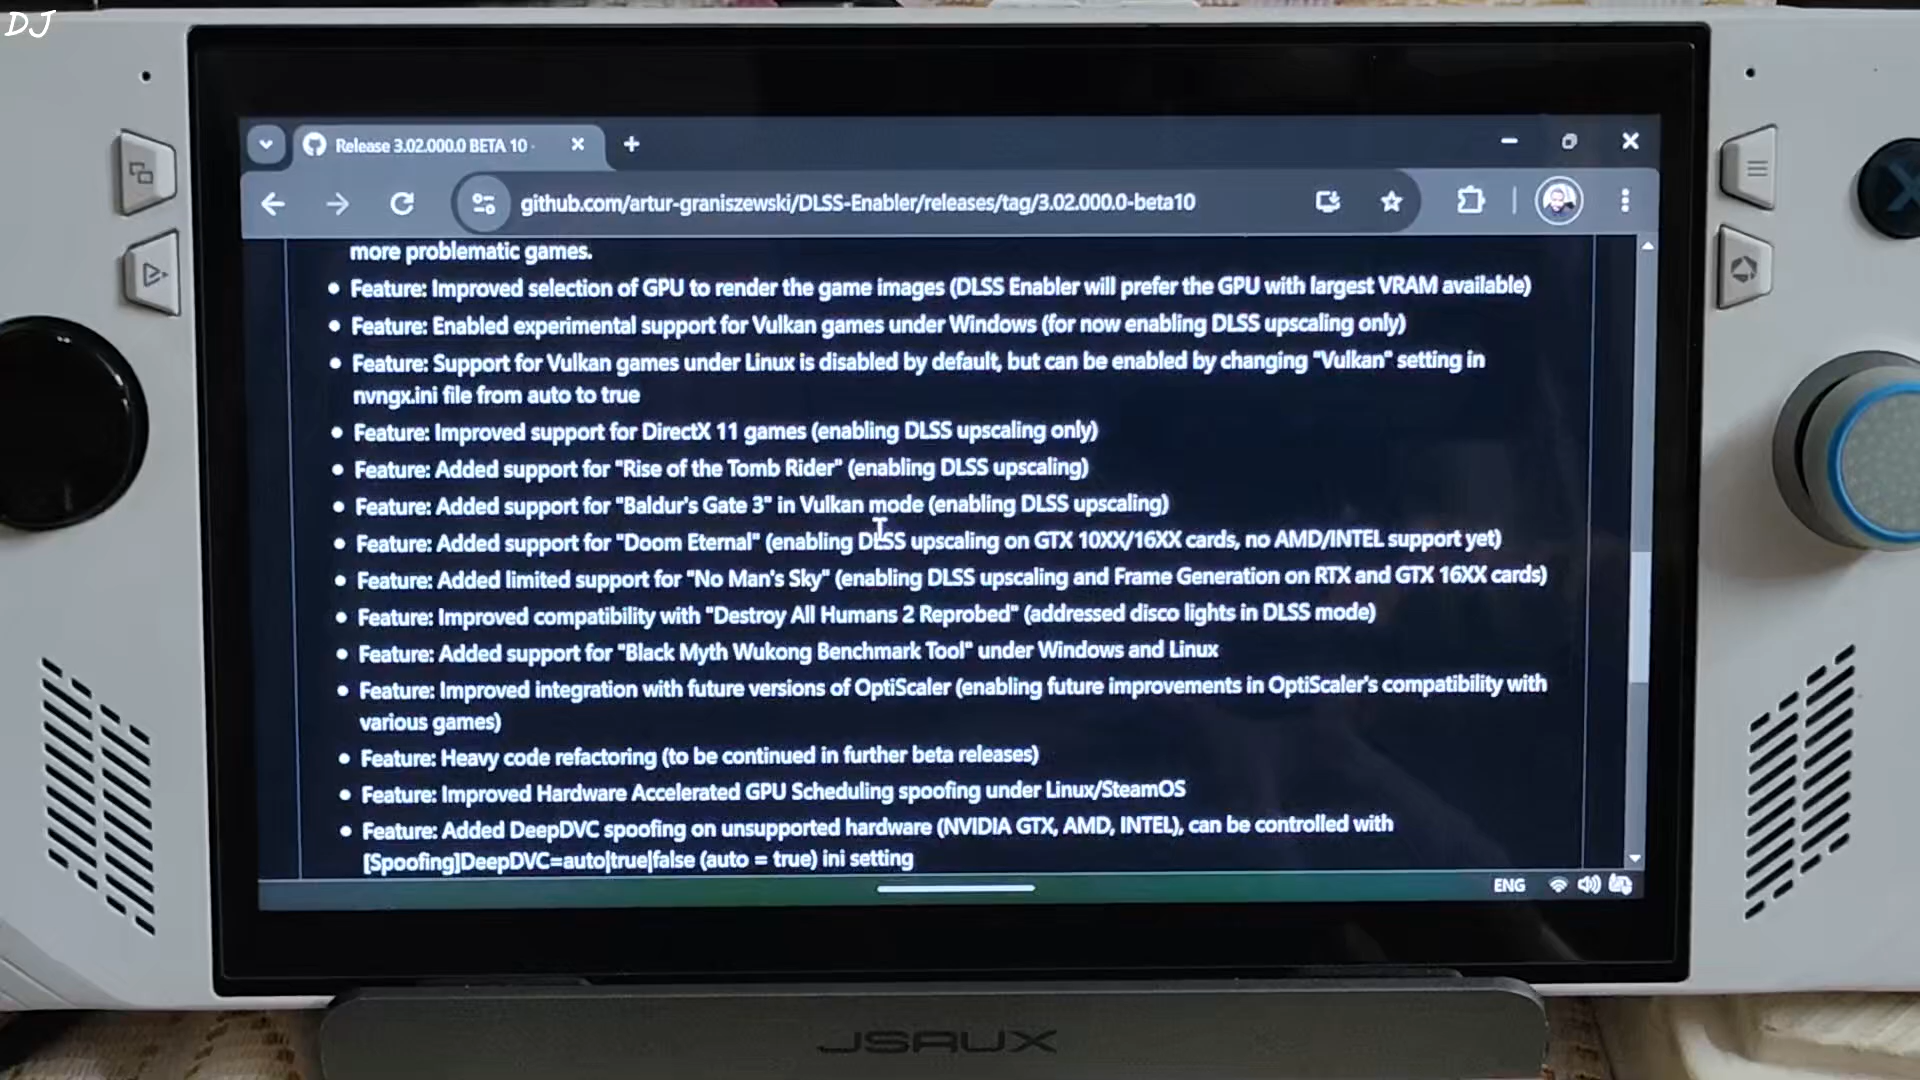 DJ
Release 3.02.000.0 BETA 10 ·
github.com/artur-graniszewski/DLSS-Enabler/releases/tag/3.02.000.0-beta10
more problematic games.
Feature: Improved selection of GPU to render the game images (DLSS Enabler will prefer the GPU with largest VRAM available)
Feature: Enabled experimental support for Vulkan games under Windows (for now enabling DLSS upscaling only)
Feature: Support for Vulkan games under Linux is disabled by default, but can be enabled by changing "Vulkan" setting in
nvngx.ini file from auto to true
Feature: Improved support for DirectX 11 games (enabling DLSS upscaling only)
Feature: Added support for "Rise of the Tomb Rider" (enabling DLSS upscaling)
Feature: Added support for "Baldur's Gate 3" in Vulkan mode (enabling DLSS upscaling)
Feature: Added support for "Doom Eternal" (enabling DLSS upscaling on GTX 10XX/16XX cards, no AMD/INTEL support yet)
Feature: Added limited support for "No Man's Sky" (enabling DLSS upscaling and Frame Generation on RTX and GTX 16XX cards)
Feature: Improved compatibility with "Destroy All Humans 2 Reprobed" (addressed disco lights in DLSS mode)
Feature: Added support for "Black Myth Wukong Benchmark Tool" under Windows and Linux
Feature: Improved integration with future versions of OptiScaler (enabling future improvements in OptiScaler's compatibility with
various games)
Feature: Heavy code refactoring (to be continued in further beta releases)
Feature: Improved Hardware Accelerated GPU Scheduling spoofing under Linux/SteamOS
Feature: Added DeepDVC spoofing on unsupported hardware (NVIDIA GTX, AMD, INTEL), can be controlled with
[Spoofing]DeepDVC=auto|true|false (auto = true) ini setting
ENG
X
JSAUX